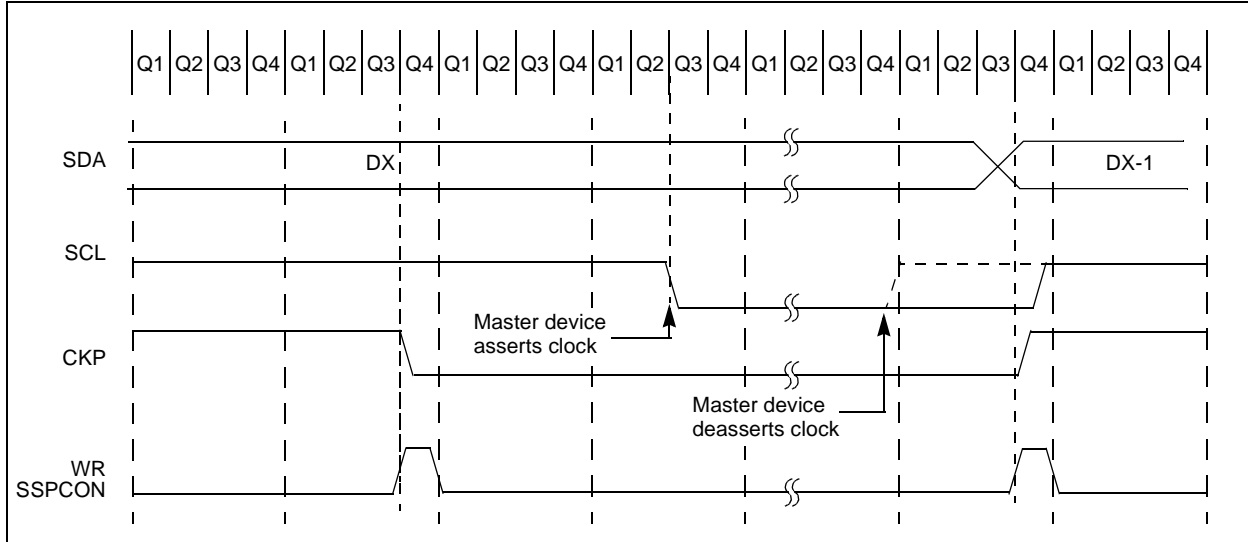 Q1 Q2 Q3 Q4 Q1 Q2 Q3 Q4 Q1 Q2 Q3 Q4 Q1 Q2 Q3 Q4 Q1 Q2 Q3 Q4 Q1 Q2 Q3 Q4 Q1 Q2 Q3 Q4
SDA
DX
DX-1
SCL
Master device
asserts clock
CKP
Master device
deasserts clock
WR
SSPCON